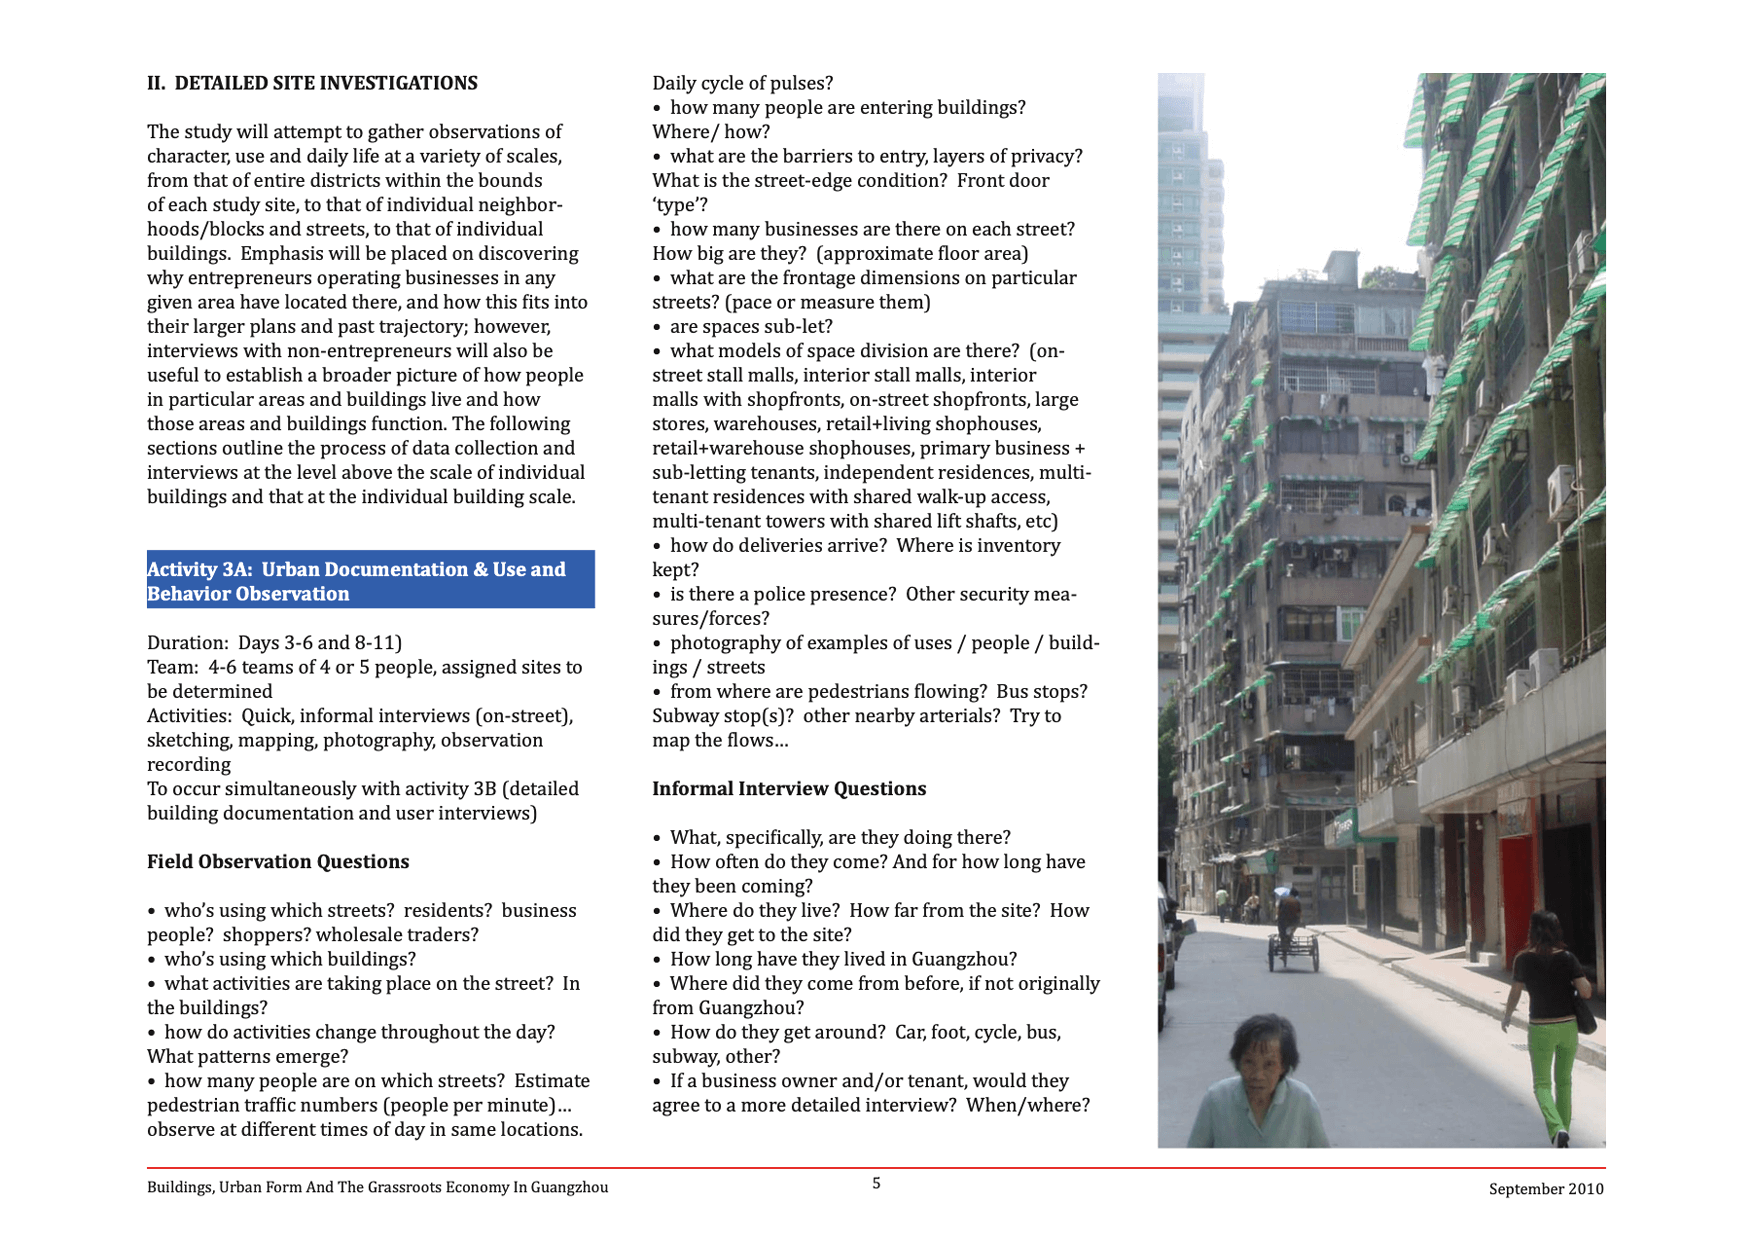 II.  DETAILED SITE INVESTIGATIONS
The study will attempt to gather observations of
character, use and daily life at a variety of scales,
from that of entire districts within the bounds
of each study site, to that of individual neighbor-
hoods/blocks and streets, to that of individual
buildings.  Emphasis will be placed on discovering
why entrepreneurs operating businesses in any
given area have located there, and how this fits into
their larger plans and past trajectory; however,
interviews with non-entrepreneurs will also be
useful to establish a broader picture of how people
in particular areas and buildings live and how
those areas and buildings function. The following
sections outline the process of data collection and
interviews at the level above the scale of individual
buildings and that at the individual building scale.
Activity 3A:  Urban Documentation & Use and
Behavior Observation
Duration:  Days 3-6 and 8-11)
Team:  4-6 teams of 4 or 5 people, assigned sites to
be determined
Activities:  Quick, informal interviews (on-street),
sketching, mapping, photography, observation
recording
To occur simultaneously with activity 3B (detailed
building documentation and user interviews)
Field Observation Questions
•  who’s using which streets?  residents?  business
people?  shoppers? wholesale traders?
•  who’s using which buildings?
•  what activities are taking place on the street?  In
the buildings?
•  how do activities change throughout the day?
What patterns emerge?
•  how many people are on which streets?  Estimate
pedestrian traffic numbers (people per minute)…
observe at different times of day in same locations.
Daily cycle of pulses?
•  how many people are entering buildings?
Where/ how?
•  what are the barriers to entry, layers of privacy?
What is the street-edge condition?  Front door
‘type’?
•  how many businesses are there on each street?
How big are they?  (approximate floor area)
•  what are the frontage dimensions on particular
streets? (pace or measure them)
•  are spaces sub-let?
•  what models of space division are there?  (on-
street stall malls, interior stall malls, interior
malls with shopfronts, on-street shopfronts, large
stores, warehouses, retail+living shophouses,
retail+warehouse shophouses, primary business +
sub-letting tenants, independent residences, multi-
tenant residences with shared walk-up access,
multi-tenant towers with shared lift shafts, etc)
•  how do deliveries arrive?  Where is inventory
kept?
•  is there a police presence?  Other security mea-
sures/forces?
•  photography of examples of uses / people / build-
ings / streets
•  from where are pedestrians flowing?  Bus stops?
Subway stop(s)?  other nearby arterials?  Try to
map the flows…
Informal Interview Questions
•  What, specifically, are they doing there?
•  How often do they come? And for how long have
they been coming?
•  Where do they live?  How far from the site?  How
did they get to the site?
•  How long have they lived in Guangzhou?
•  Where did they come from before, if not originally
from Guangzhou?
•  How do they get around?  Car, foot, cycle, bus,
subway, other?
•  If a business owner and/or tenant, would they
agree to a more detailed interview?  When/where?
Buildings, Urban Form And The Grassroots Economy In Guangzhou
5
September 2010